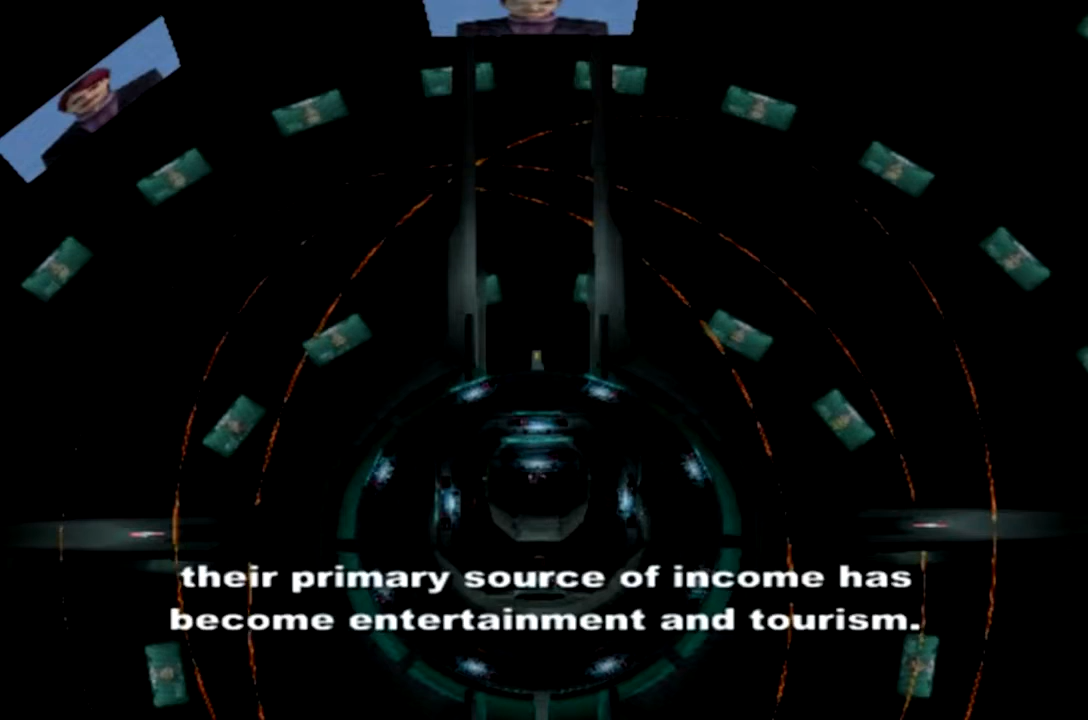 their primary source of income has
become entertainment and tourism.